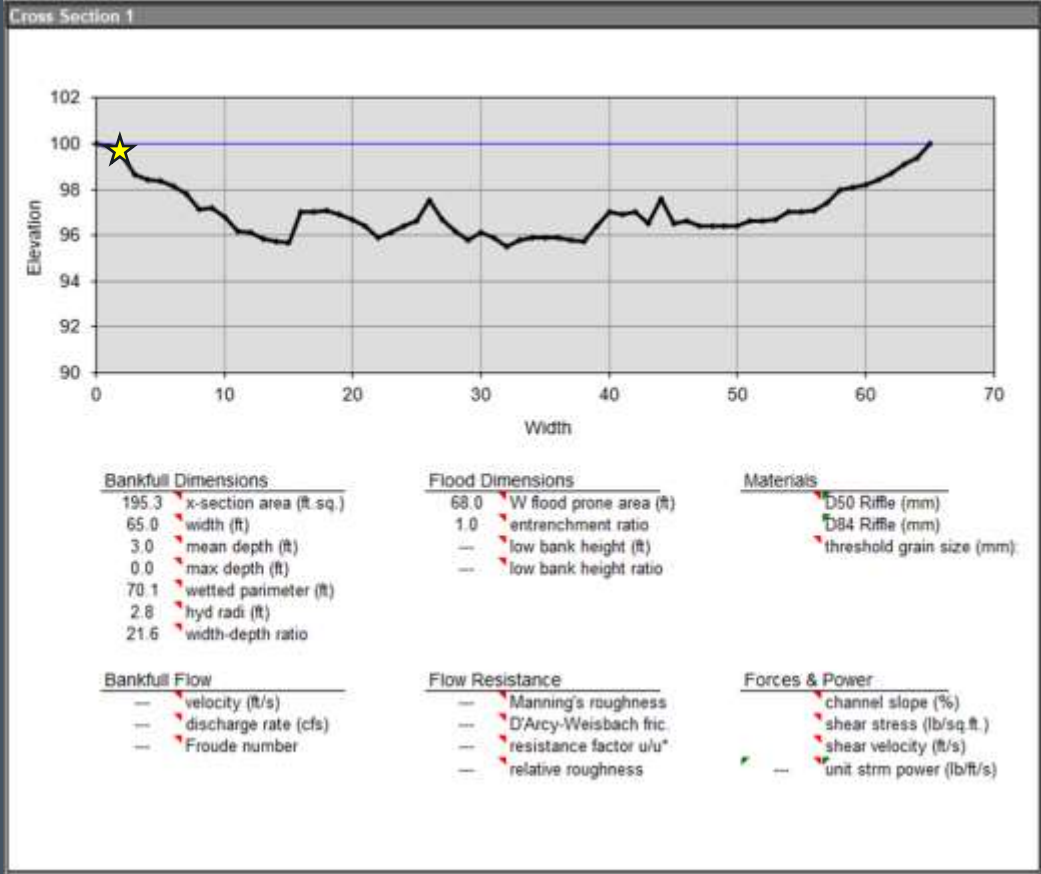 Cross Section 1
102
100
98
96
94
92
90
Elevation
0 10 20 30 40 50 60 70
Width
Bankfull Dimensions
195.3 x-section area (ft.sq.)
65.0 width (ft)
3.0 mean depth (ft)
0.0 max depth (ft)
70.1 wetted parimeter (ft)
2.8 hyd radi (ft)
21.6 width-depth ratio
Flood Dimensions
68.0 W flood prone area (ft)
1.0 entrenchment ratio
--- low bank height (ft)
--- low bank height ratio
Materials
D50 Riffle (mm)
D84 Riffle (mm)
threshold grain size (mm):
Bankfull Flow
--- velocity (ft/s)
--- discharge rate (cfs)
--- Froude number
Flow Resistance
--- Manning's roughness
--- D'Arcy-Weisbach fric.
--- resistance factor u/u*
--- relative roughness
Forces & Power
channel slope (%)
shear stress (lb/sq.ft.)
shear velocity (ft/s)
--- unit strm power (lb/ft/s)